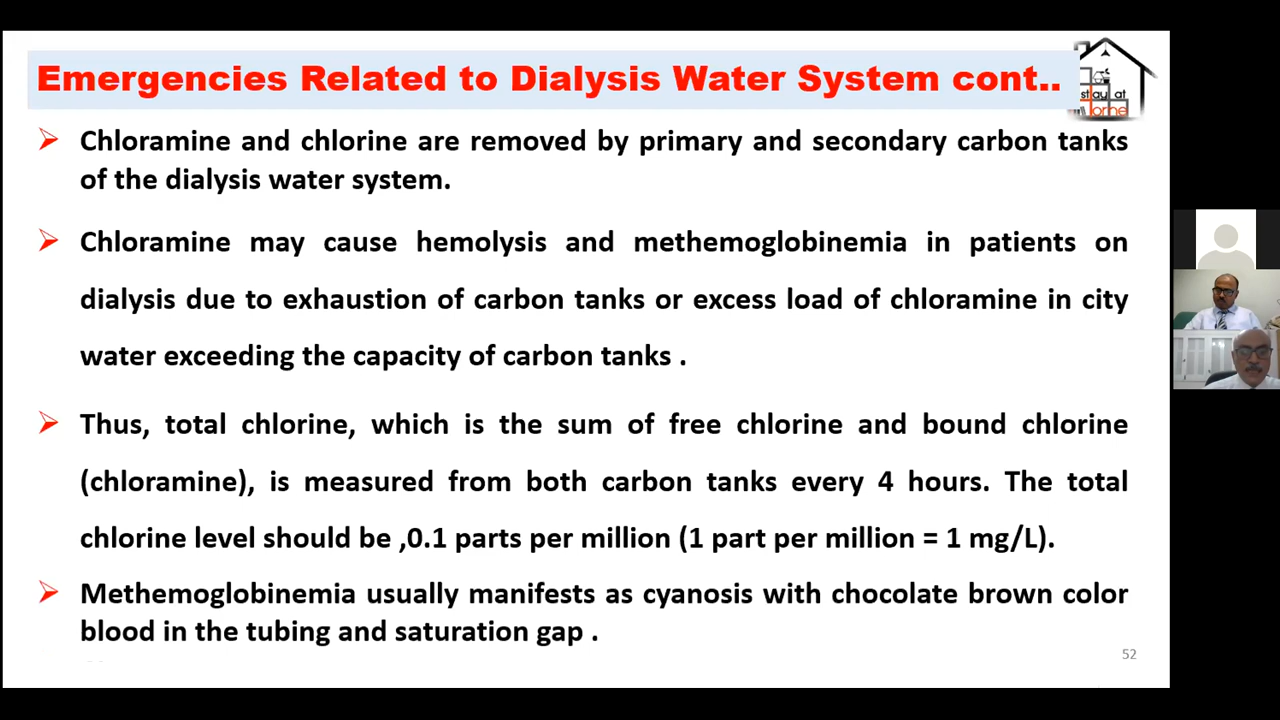 Emergencies Related to Dialysis Water System cont..
stay at
home
Chloramine and chlorine are removed by primary and secondary carbon tanks
of the dialysis water system.
Chloramine may cause hemolysis and methemoglobinemia in patients on
dialysis due to exhaustion of carbon tanks or excess load of chloramine in city
water exceeding the capacity of carbon tanks .
Thus, total chlorine, which is the sum of free chlorine and bound chlorine
(chloramine), is measured from both carbon tanks every 4 hours. The total
chlorine level should be ,0.1 parts per million (1 part per million = 1 mg/L).
Methemoglobinemia usually manifests as cyanosis with chocolate brown color
blood in the tubing and saturation gap .
52